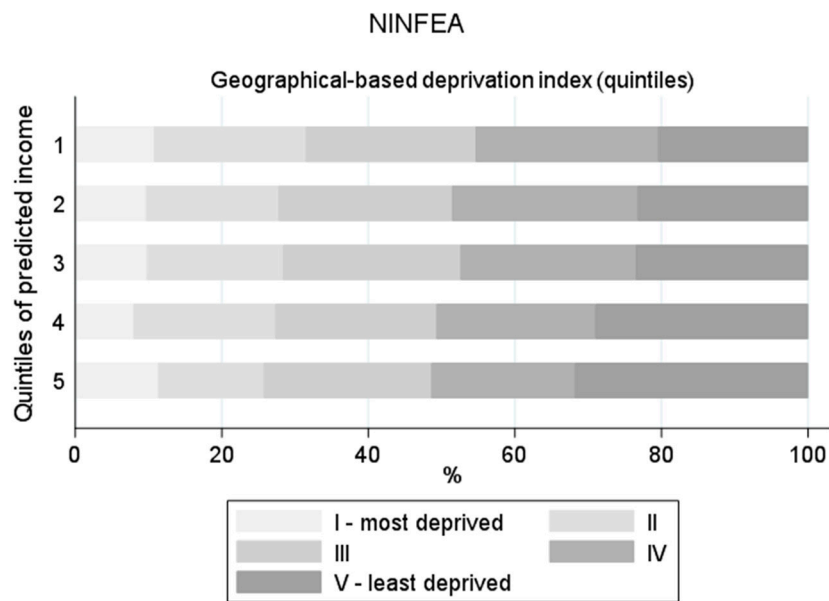 NINFEA
Geographical-based deprivation index (quintiles)
Quintiles of predicted income
1
2
3
4
5
0 20 40 60 80 100
%
I - most deprived II
III IV
V - least deprived